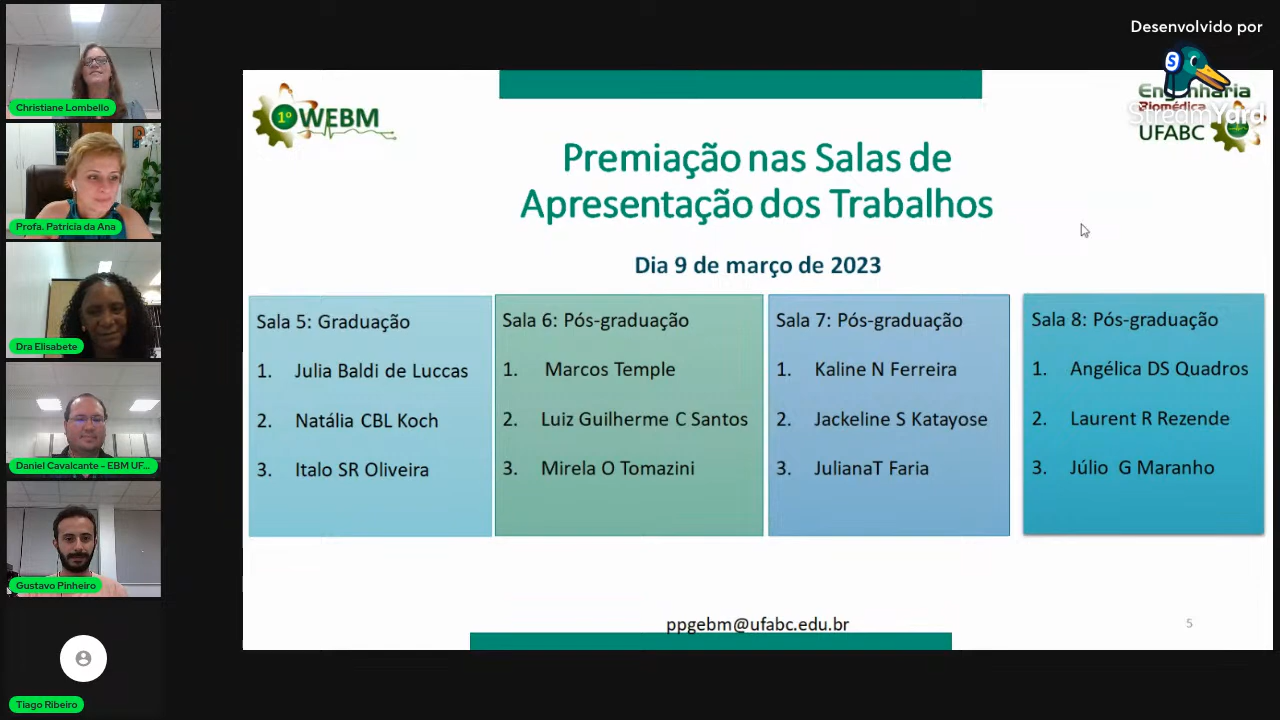 Desenvolvido por
StreamYard
Christiane Lombello
Profa. Patricia da Ana
Dra Elisabete
Daniel Cavalcante - EBM UF...
Gustavo Pinheiro
Tiago Ribeiro
1º WEBM
Engenharia
Biomédica
UFABC
Premiação nas Salas de
Apresentação dos Trabalhos
Dia 9 de março de 2023
Sala 5: Graduação
1. Julia Baldi de Luccas
2. Natália CBL Koch
3. Italo SR Oliveira
Sala 6: Pós-graduação
1. Marcos Temple
2. Luiz Guilherme C Santos
3. Mirela O Tomazini
Sala 7: Pós-graduação
1. Kaline N Ferreira
2. Jackeline S Katayose
3. JulianaT Faria
Sala 8: Pós-graduação
1. Angélica DS Quadros
2. Laurent R Rezende
3. Júlio G Maranho
ppgebm@ufabc.edu.br
5